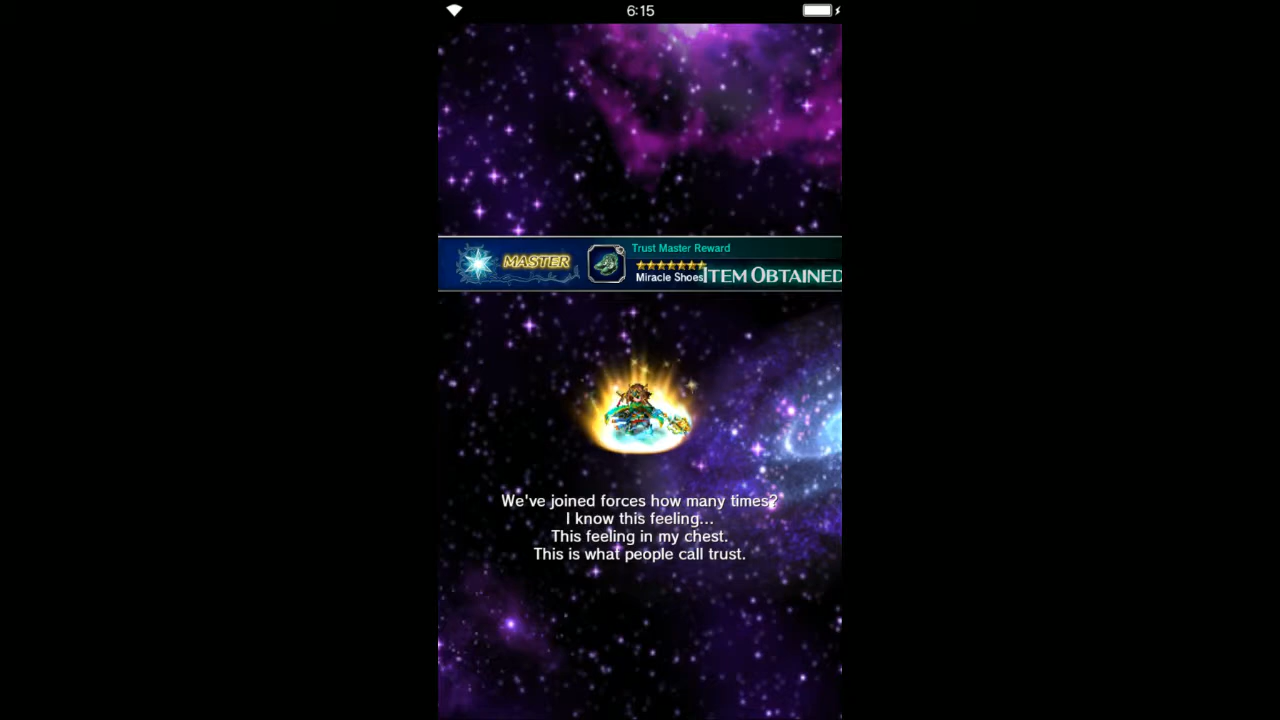 6:15
Trust Master Reward
MASTER
Miracle Shoes
ITEM OBTAINED
We've joined forces how many times?
I know this feeling...
This feeling in my chest.
This is what people call trust.